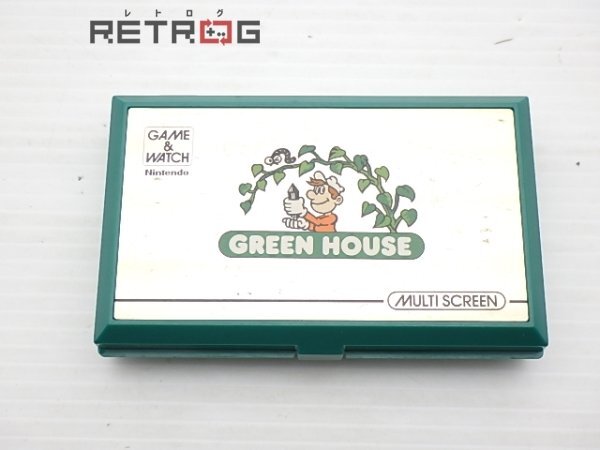 レトログ
RETROG
GAME
&
WATCH
Nintendo
GREEN HOUSE
MULTI SCREEN